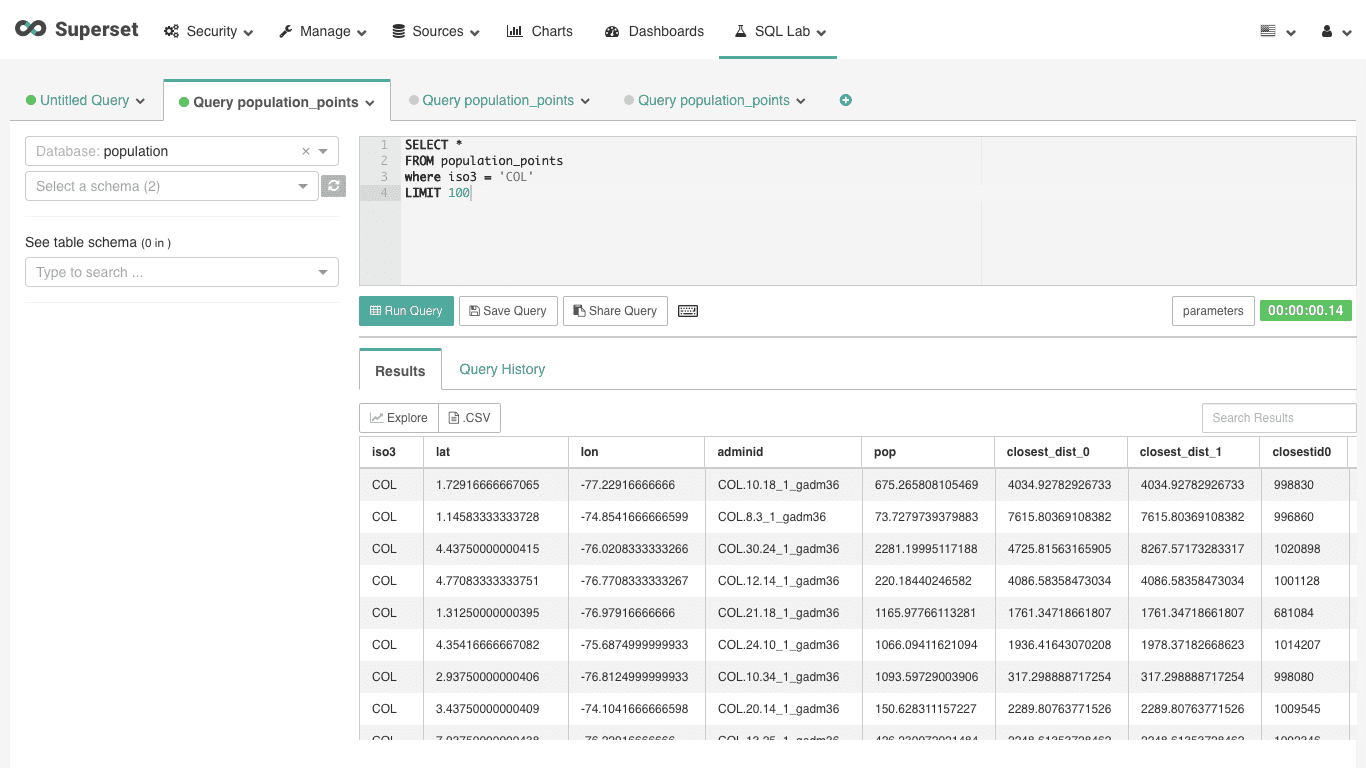 Superset Security Manage Sources Charts Dashboards SQL Lab
Untitled Query Query population_points Query population_points Query population_points
Database: population ×
Select a schema (2)
See table schema (0 in )
Type to search ...
1 SELECT *
2 FROM population_points
3 where iso3 = 'COL'
4 LIMIT 100
Run Query Save Query Share Query parameters 00:00:00.14
Results Query History
Explore .CSV Search Results
iso3 lat lon adminid pop closest_dist_0 closest_dist_1 closestid0
COL 1.72916666667065 -77.22916666666 COL.10.18_1_gadm36 675.265808105469 4034.92782926733 4034.92782926733 998830
COL 1.14583333333728 -74.8541666666599 COL.8.3_1_gadm36 73.7279739379883 7615.80369108382 7615.80369108382 996860
COL 4.43750000000415 -76.0208333333266 COL.30.24_1_gadm36 2281.19995117188 4725.81563165905 8267.57173283317 1020898
COL 4.77083333333751 -76.7708333333267 COL.12.14_1_gadm36 220.18440246582 4086.58358473034 4086.58358473034 1001128
COL 1.31250000000395 -76.97916666666 COL.21.18_1_gadm36 1165.97766113281 1761.34718661807 1761.34718661807 681084
COL 4.35416666667082 -75.6874999999933 COL.24.10_1_gadm36 1066.09411621094 1936.41643070208 1978.37182668623 1014207
COL 2.93750000000406 -76.8124999999933 COL.10.34_1_gadm36 1093.59729003906 317.298888717254 317.298888717254 998080
COL 3.43750000000409 -74.1041666666598 COL.20.14_1_gadm36 150.628311157227 2289.80763771526 2289.80763771526 1009545